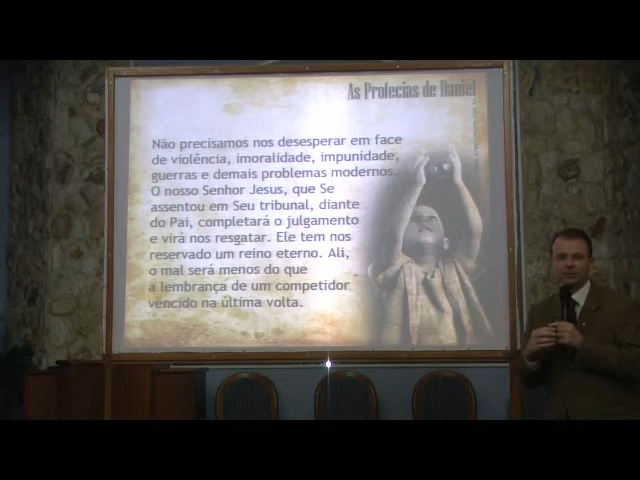 As Profecias de Daniel
Não precisamos nos desesperar em face
de violência, imoralidade, impunidade,
guerras e demais problemas modernos.
O nosso Senhor Jesus, que Se
assentou em Seu tribunal, diante
do Pai, completará o julgamento
e virá nos resgatar. Ele tem nos
reservado um reino eterno. Ali,
o mal será menos do que
a lembrança de um competidor
vencido na última volta.